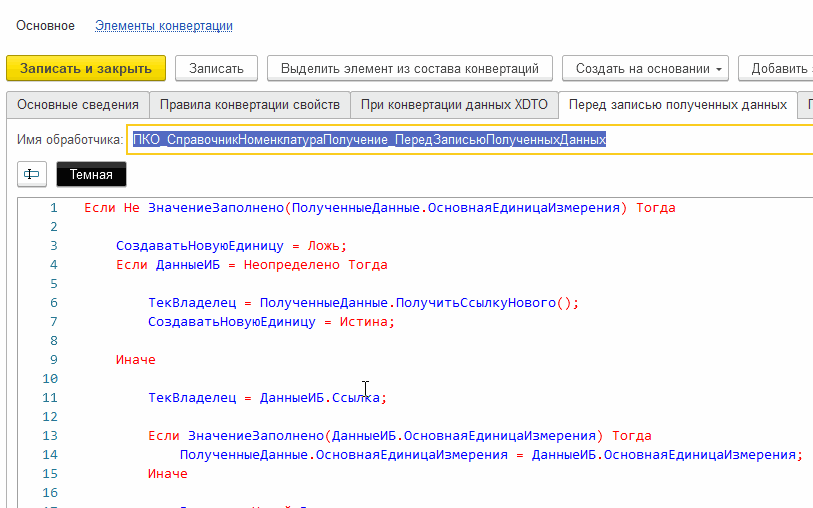 Основное Элементы конвертации
Записать и закрыть Записать Выделить элемент из состава конвертаций Создать на основании Добавить
Основные сведения Правила конвертации свойств При конвертации данных XDTO Перед записью полученных данных
Имя обработчика: ПКО_СправочникНоменклатураПолучение_ПередЗаписьюПолученныхДанных
Темная
1 Если Не ЗначениеЗаполнено(ПолученныеДанные.ОсновнаяЕдиницаИзмерения) Тогда
2
3 СоздаватьНовуюЕдиницу = Ложь;
4 Если ДанныеИБ = Неопределено Тогда
5
6 ТекВладелец = ПолученныеДанные.ПолучитьСсылкуНового();
7 СоздаватьНовуюЕдиницу = Истина;
8
9 Иначе
10
11 ТекВладелец = ДанныеИБ.Ссылка;
12
13 Если ЗначениеЗаполнено(ДанныеИБ.ОсновнаяЕдиницаИзмерения) Тогда
14 ПолученныеДанные.ОсновнаяЕдиницаИзмерения = ДанныеИБ.ОсновнаяЕдиницаИзмерения;
15 Иначе
16